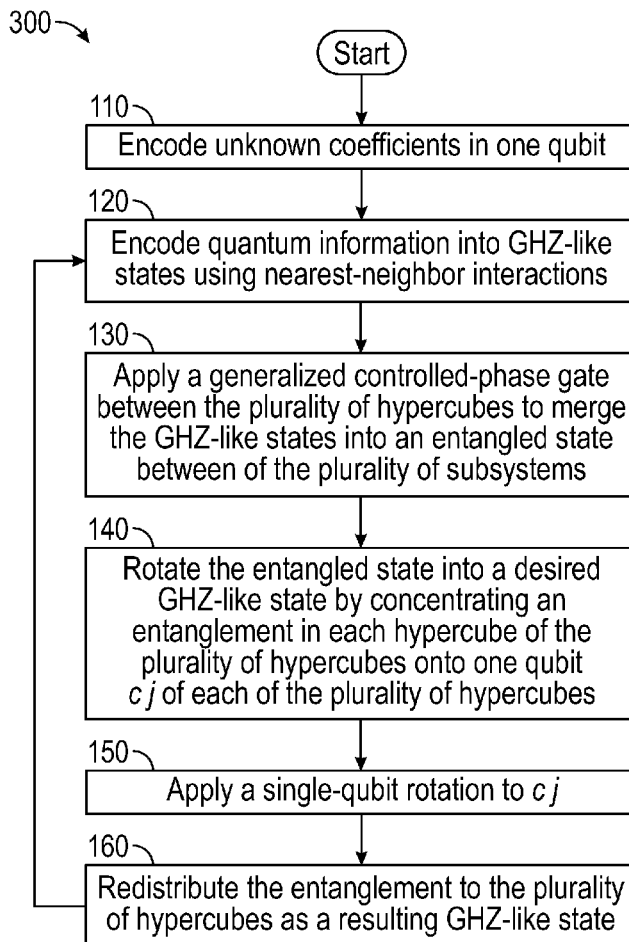 300
Start
110
Encode unknown coefficients in one qubit
120
Encode quantum information into GHZ-like
states using nearest-neighbor interactions
130
Apply a generalized controlled-phase gate
between the plurality of hypercubes to merge
the GHZ-like states into an entangled state
between of the plurality of subsystems
140
Rotate the entangled state into a desired
GHZ-like state by concentrating an
entanglement in each hypercube of the
plurality of hypercubes onto one qubit
c j of each of the plurality of hypercubes
150
Apply a single-qubit rotation to c j
160
Redistribute the entanglement to the plurality
of hypercubes as a resulting GHZ-like state